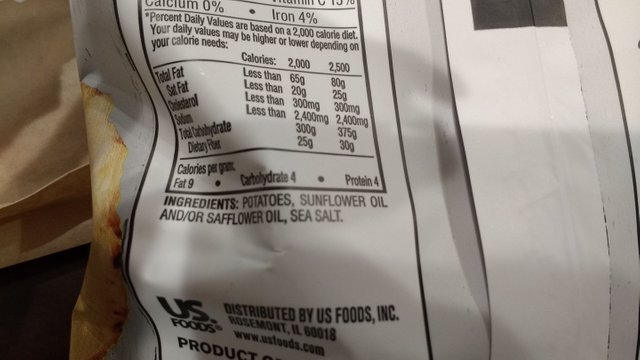 Calcium 0% • Vitamin C 15%
• Iron 4%
*Percent Daily Values are based on a 2,000 calorie diet.
Your daily values may be higher or lower depending on
your calorie needs:
Calories: 2,000 2,500
Total Fat Less than 65g 80g
Sat Fat Less than 20g 25g
Cholesterol Less than 300mg 300mg
Sodium Less than 2,400mg 2,400mg
Total Carbohydrate 300g 375g
Dietary Fiber 25g 30g
Calories per gram:
Fat 9 • Carbohydrate 4 • Protein 4
INGREDIENTS: POTATOES, SUNFLOWER OIL
AND/OR SAFFLOWER OIL, SEA SALT.
US.
FOODS®
DISTRIBUTED BY US FOODS, INC.
ROSEMONT, IL 60018
www.usfoods.com
PRODUCT